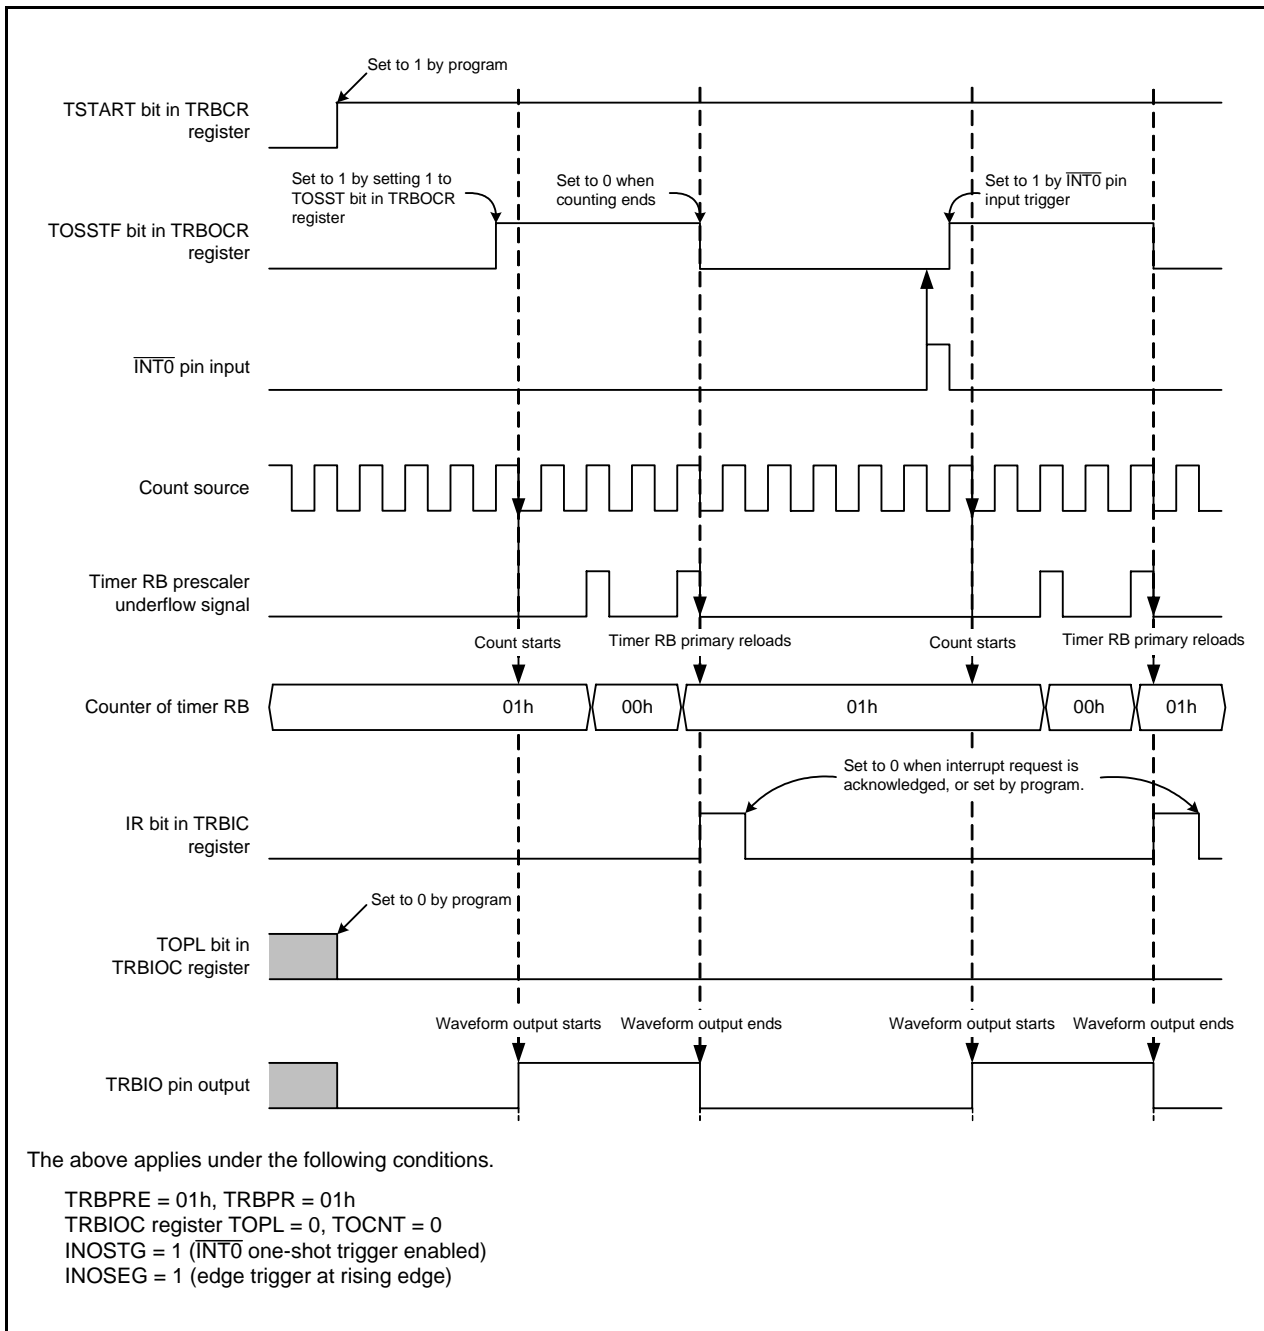 Set to 1 by program
TSTART bit in TRBCR
register
Set to 1 by setting 1 to
TOSST bit in TRBOCR
register
Set to 0 when
counting ends
Set to 1 by INT0 pin
input trigger
TOSSTF bit in TRBOCR
register
INT0 pin input
Count source
Timer RB prescaler
underflow signal
Count starts
Timer RB primary reloads
Count starts
Timer RB primary reloads
Counter of timer RB
01h
00h
01h
00h
01h
Set to 0 when interrupt request is
acknowledged, or set by program.
IR bit in TRBIC
register
Set to 0 by program
TOPL bit in
TRBIOC register
Waveform output starts
Waveform output ends
Waveform output starts
Waveform output ends
TRBIO pin output
The above applies under the following conditions.
TRBPRE = 01h, TRBPR = 01h
TRBIOC register TOPL = 0, TOCNT = 0
INOSTG = 1 (INT0 one-shot trigger enabled)
INOSEG = 1 (edge trigger at rising edge)